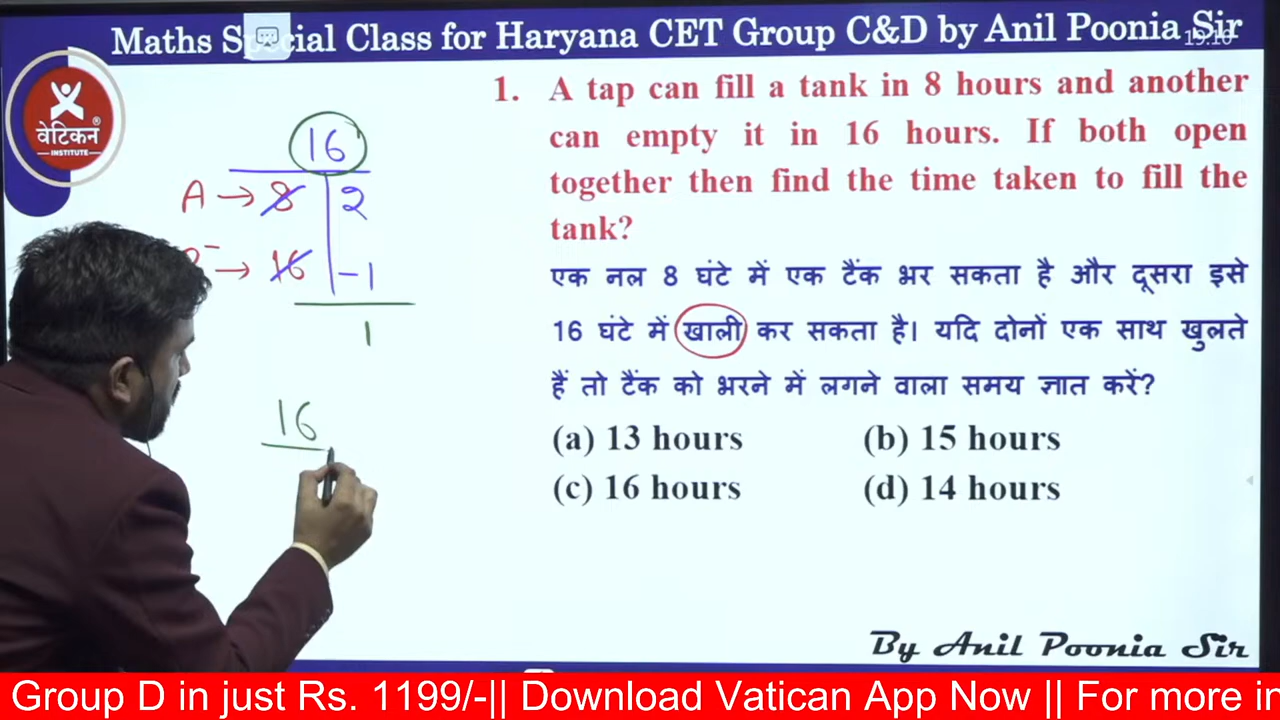 Maths Special Class for Haryana CET Group C&D by Anil Poonia Sir
19:10
वेटिकन
INSTITUTE
16
A → 8 2
→ 16 -1
1
16
1. A tap can fill a tank in 8 hours and another
can empty it in 16 hours. If both open
together then find the time taken to fill the
tank?
एक नल 8 घंटे में एक टैंक भर सकता है और दूसरा इसे
16 घंटे में खाली कर सकता है। यदि दोनों एक साथ खुलते
हैं तो टैंक को भरने में लगने वाला समय ज्ञात करें?
(a) 13 hours (b) 15 hours
(c) 16 hours (d) 14 hours
By Anil Poonia Sir
Group D in just Rs. 1199/-|| Download Vatican App Now || For more in